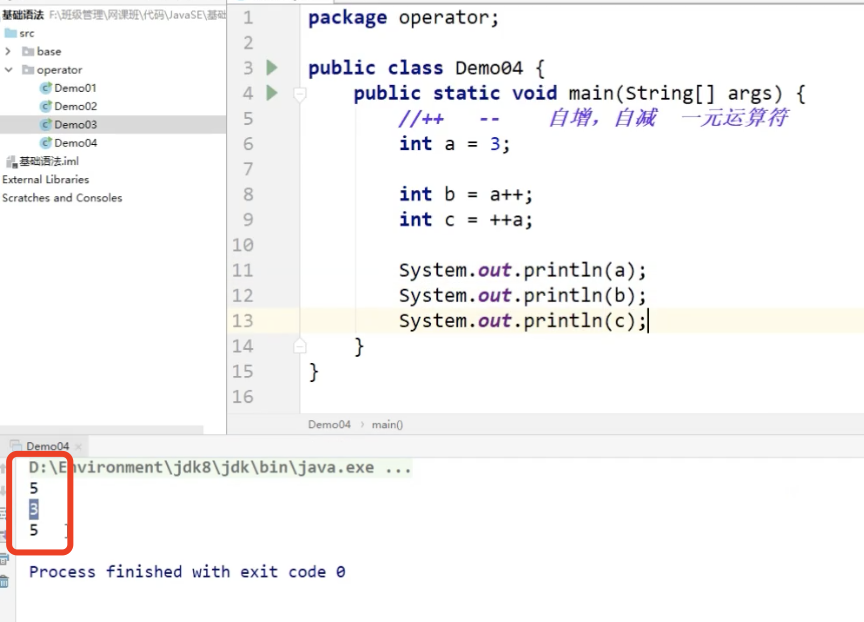 基础语法 F:\班级管理\网课班\代码\JavaSE\基础
src
base
operator
Demo01
Demo02
Demo03
Demo04
基础语法.iml
External Libraries
Scratches and Consoles
1 package operator;
2
3 public class Demo04 {
4 public static void main(String[] args) {
5 //++ -- 自增，自减 一元运算符
6 int a = 3;
7
8 int b = a++;
9 int c = ++a;
10
11 System.out.println(a);
12 System.out.println(b);
13 System.out.println(c);
14 }
15 }
16
Demo04 › main()
Demo04 ×
D:\Environment\jdk8\jdk\bin\java.exe ...
5
3
5
Process finished with exit code 0